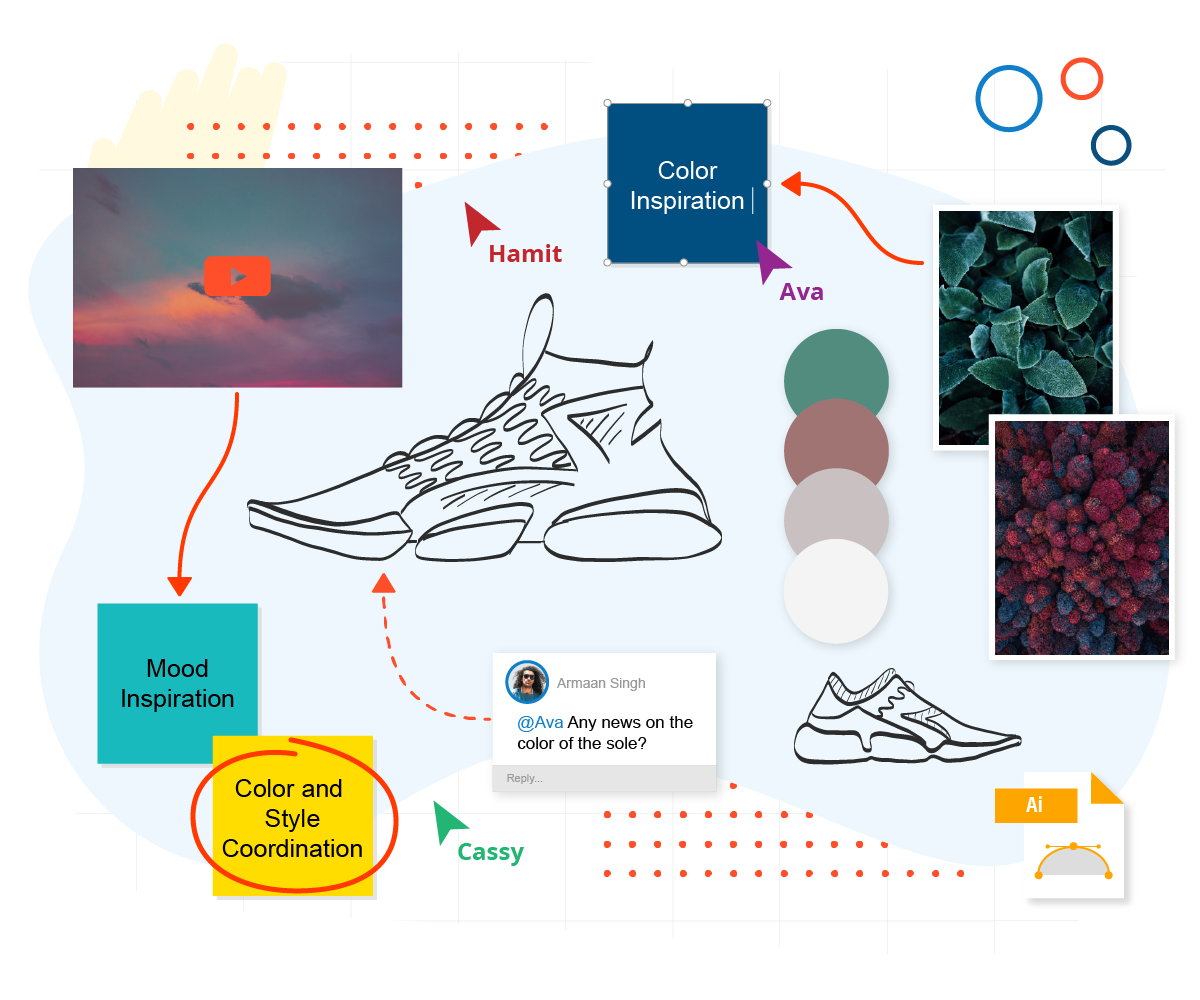 Color
Inspiration
Hamit
Ava
Mood
Inspiration
Armaan Singh
@Ava Any news on the
color of the sole?
Reply...
Color and
Style
Coordination
Cassy
Ai